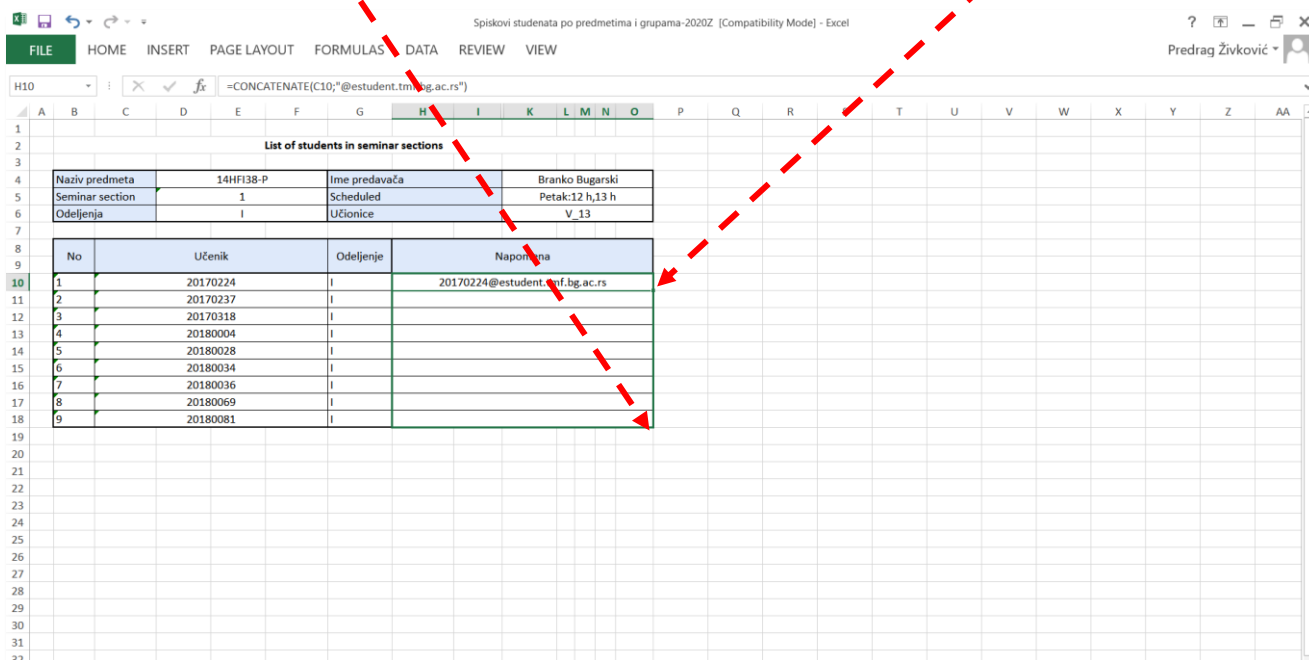 Spiskovi studenata po predmetima i grupama-2020Z [Compatibility Mode] - Excel
FILE HOME INSERT PAGE LAYOUT FORMULAS DATA REVIEW VIEW Predrag Živković
H10 fx =CONCATENATE(C10;"@estudent.tmf.bg.ac.rs")
A B C D E F G H I K L M N O P Q R T U V W X Y Z AA
1
2 List of students in seminar sections
3
4 Naziv predmeta 14HFI38-P Ime predavača Branko Bugarski
5 Seminar section 1 Scheduled Petak:12 h,13 h
6 Odeljenja I Učionice V_13
7
8 No Učenik Odeljenje Napomena
9
10 1 20170224 I 20170224@estudent.tmf.bg.ac.rs
11 2 20170237 I
12 3 20170318 I
13 4 20180004 I
14 5 20180028 I
15 6 20180034 I
16 7 20180036 I
17 8 20180069 I
18 9 20180081 I
19
20
21
22
23
24
25
26
27
28
29
30
31
32